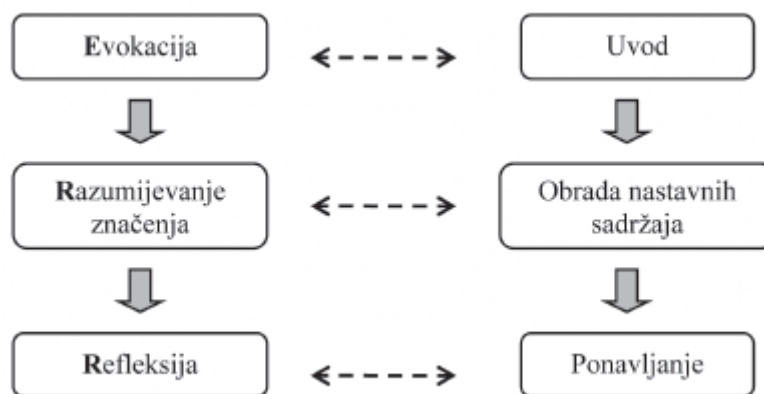 Evokacija
Uvod
Razumijevanje
značenja
Obrada nastavnih
sadržaja
Refleksija
Ponavljanje